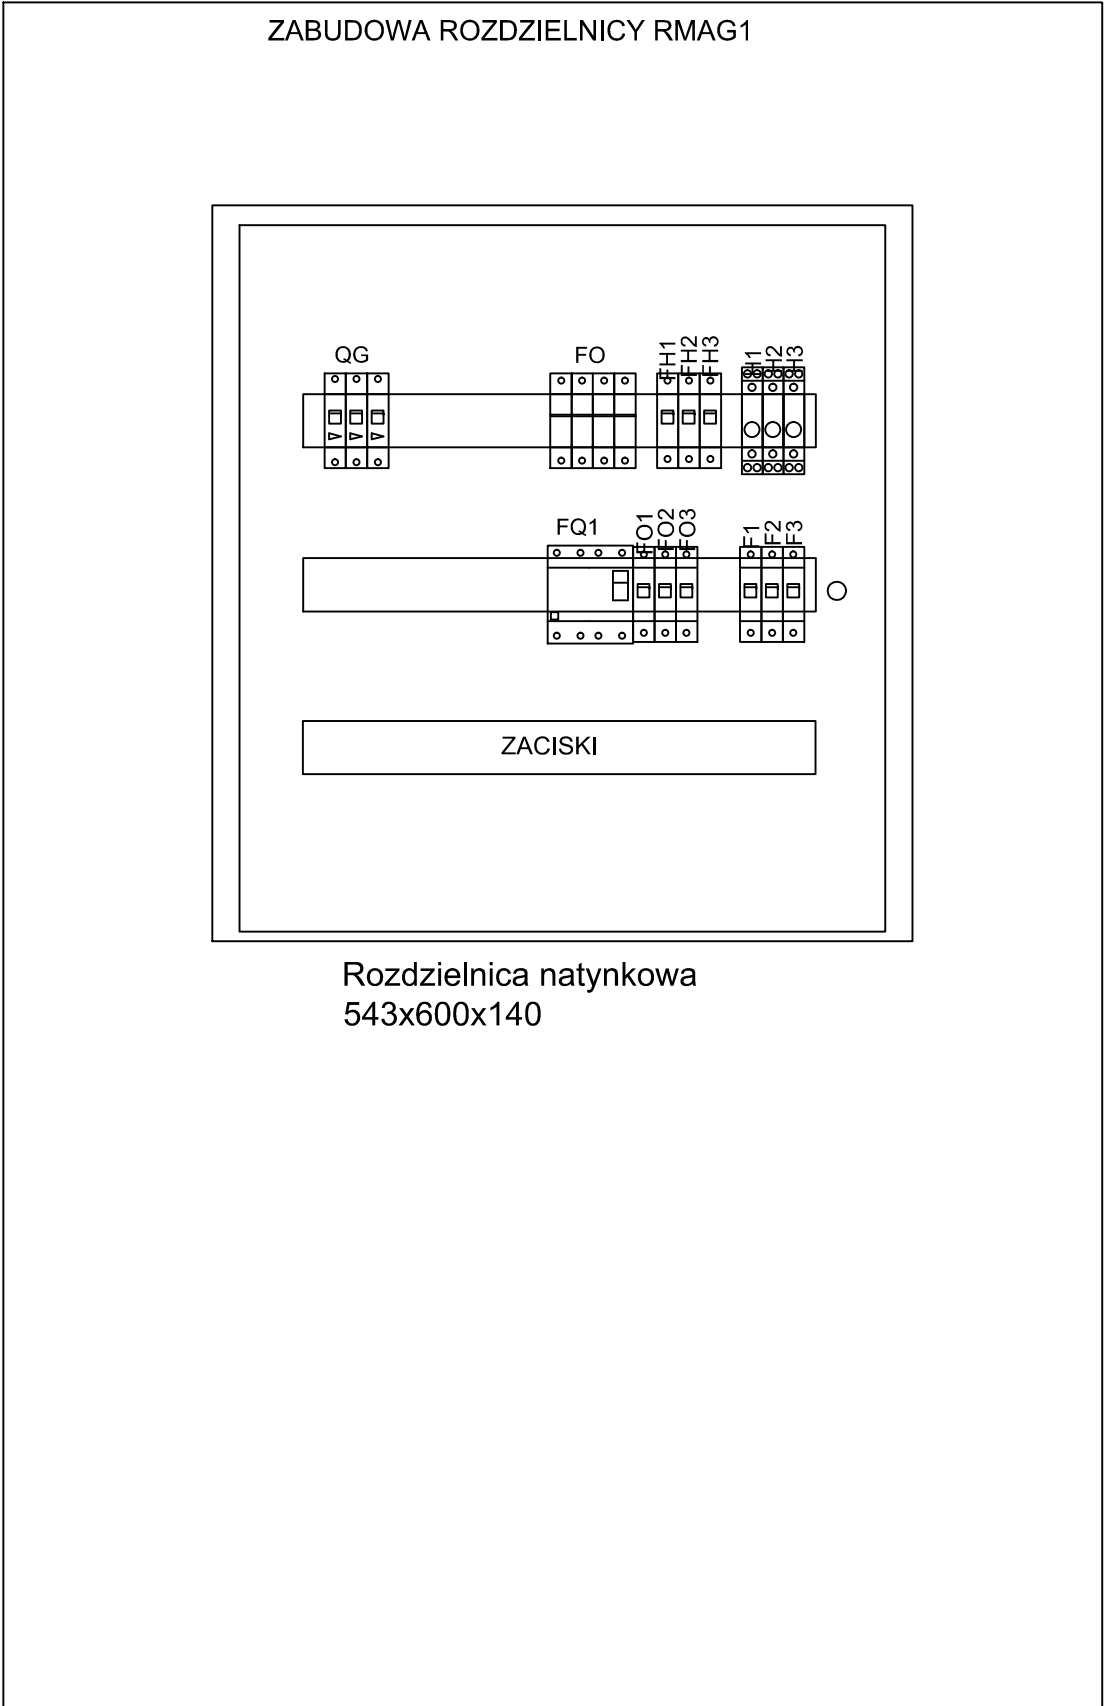 ZABUDOWA ROZDZIELNICY RMAG1
QG
FO
FH1
FH2
FH3
H1
H2
H3
FQ1
FO1
FO2
FO3
F1
F2
F3
ZACISKI
Rozdzielnica natynkowa
543x600x140